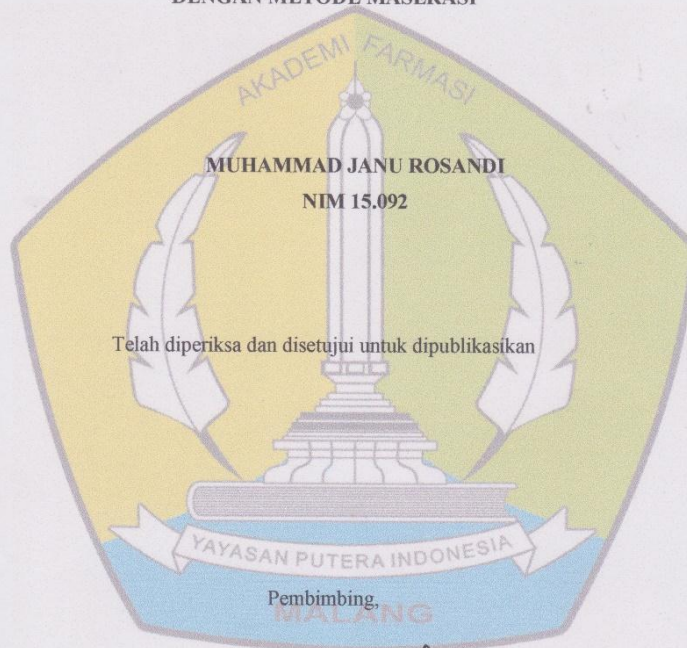 DENGAN METODE MASERASI
AKADEMI FARMASI
MUHAMMAD JANU ROSANDI
NIM 15.092
Telah diperiksa dan disetujui untuk dipublikasikan
YAYASAN PUTERA INDONESIA
Pembimbing,
MALANG